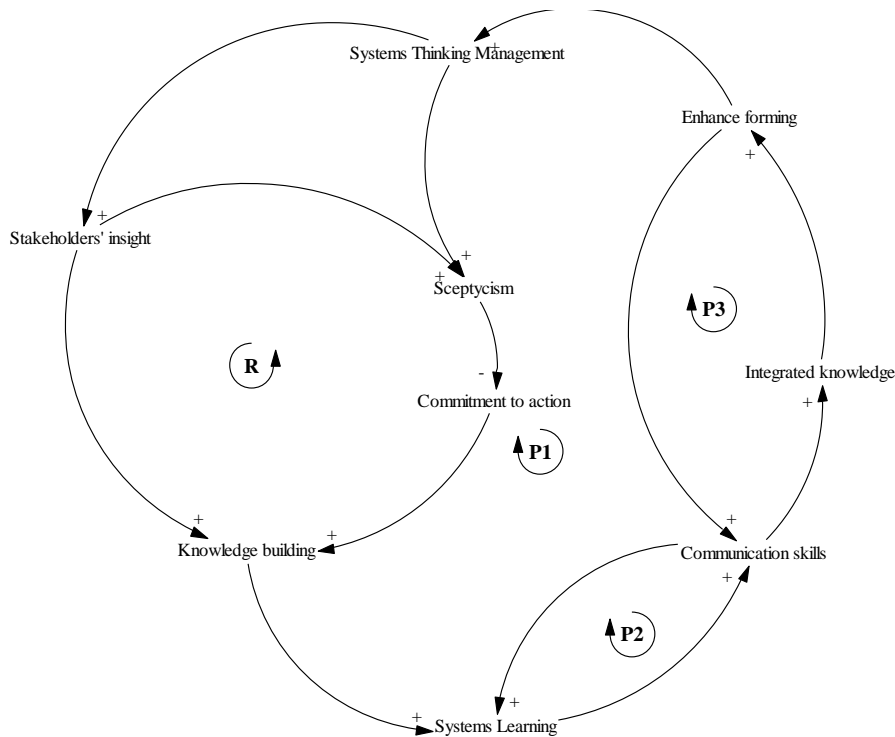 Systems Thinking Management
+
Enhance forming
+
+
Stakeholders' insight
+
+
Sceptycism
P3
R
-
Integrated knowledge
+
Commitment to action
P1
+
+
+
Knowledge building
Communication skills
+
P2
+
+
Systems Learning